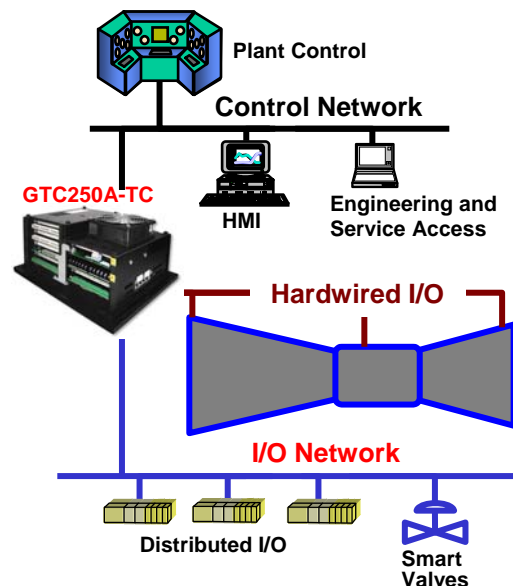 Plant Control
Control Network
GTC250A-TC
HMI
Engineering and
Service Access
Hardwired I/O
I/O Network
Distributed I/O
Smart
Valves